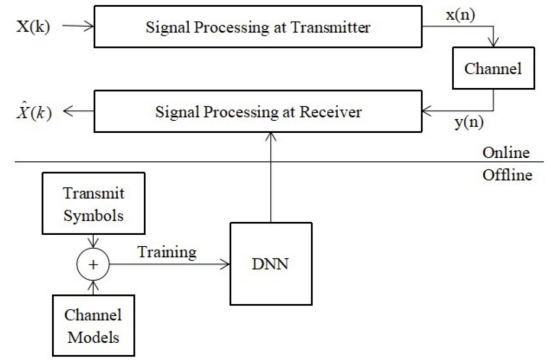 X(k)
Signal Processing at Transmitter
x(n)
Channel
X̂(k)
Signal Processing at Receiver
y(n)
Online
Offline
Transmit
Symbols
Training
+
DNN
Channel
Models